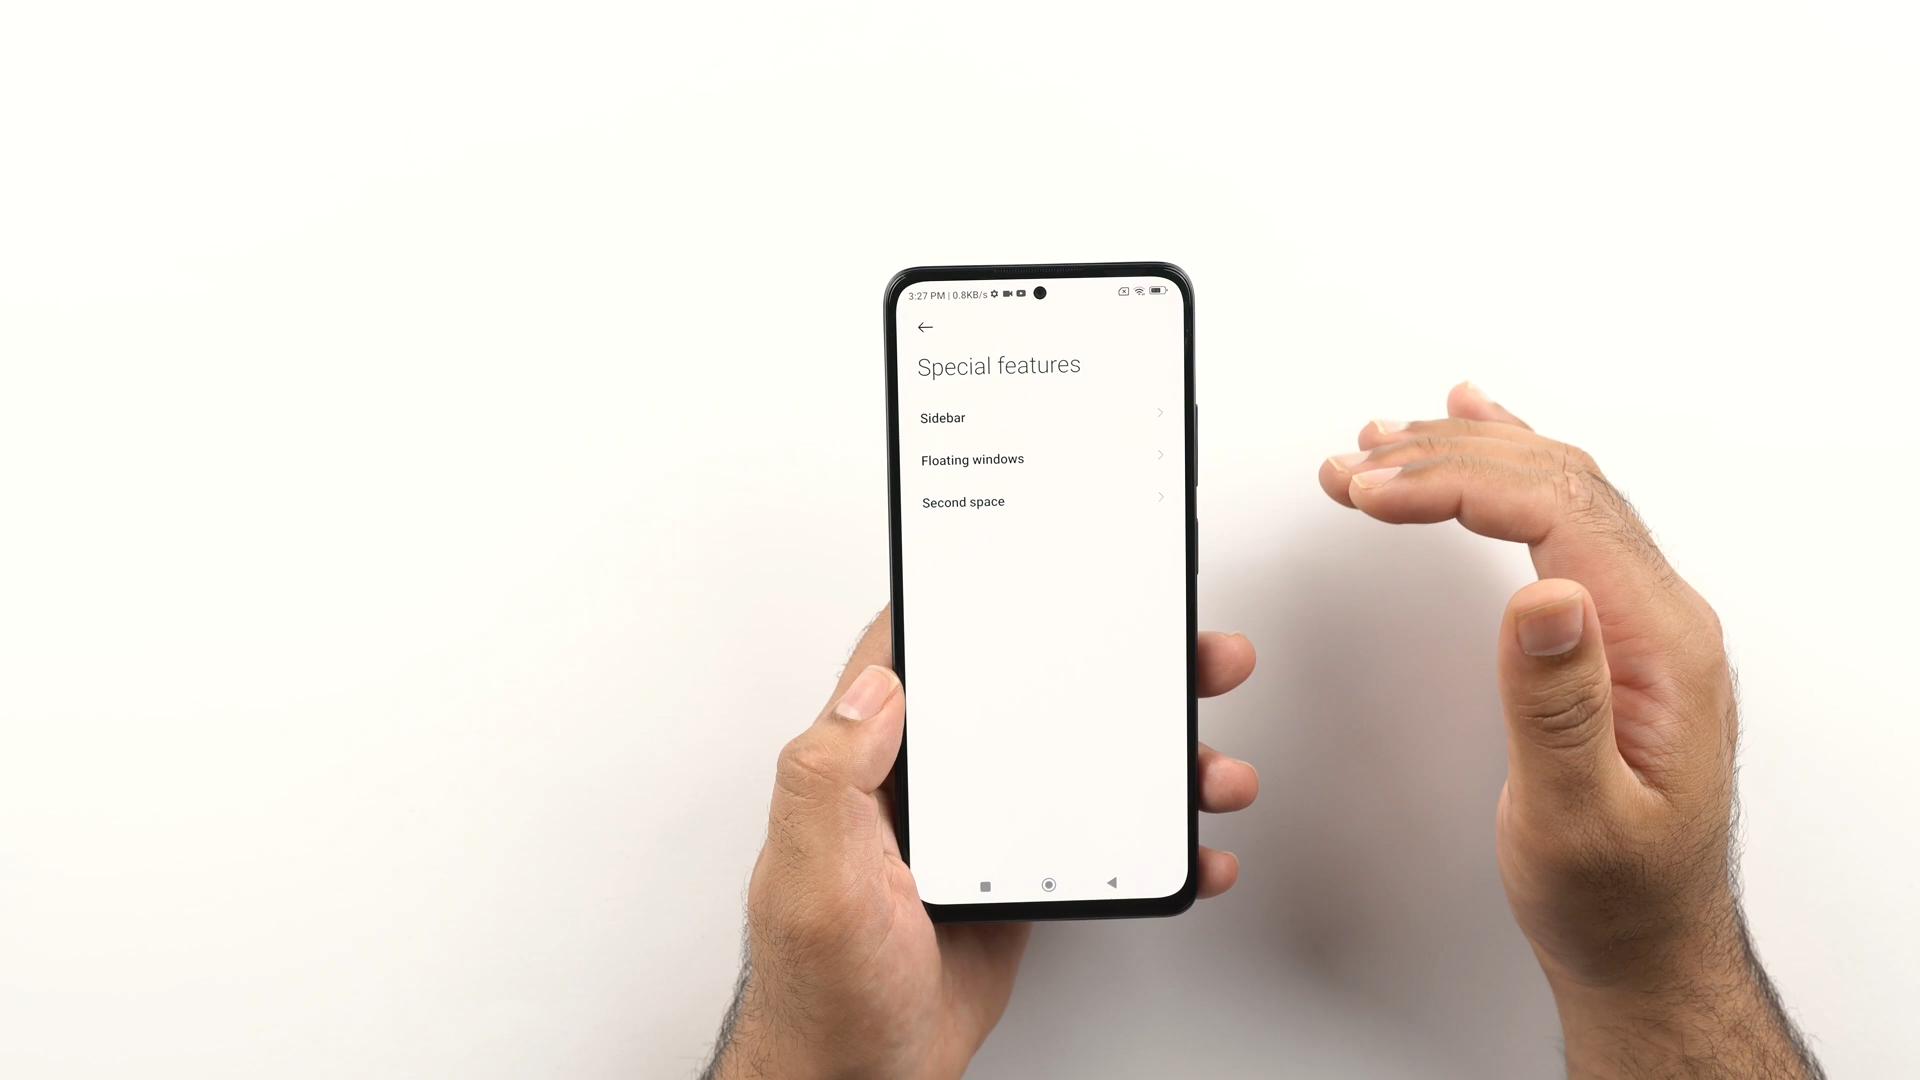 3:27 PM | 0.8KB/s
Special features
Sidebar
Floating windows
Second space